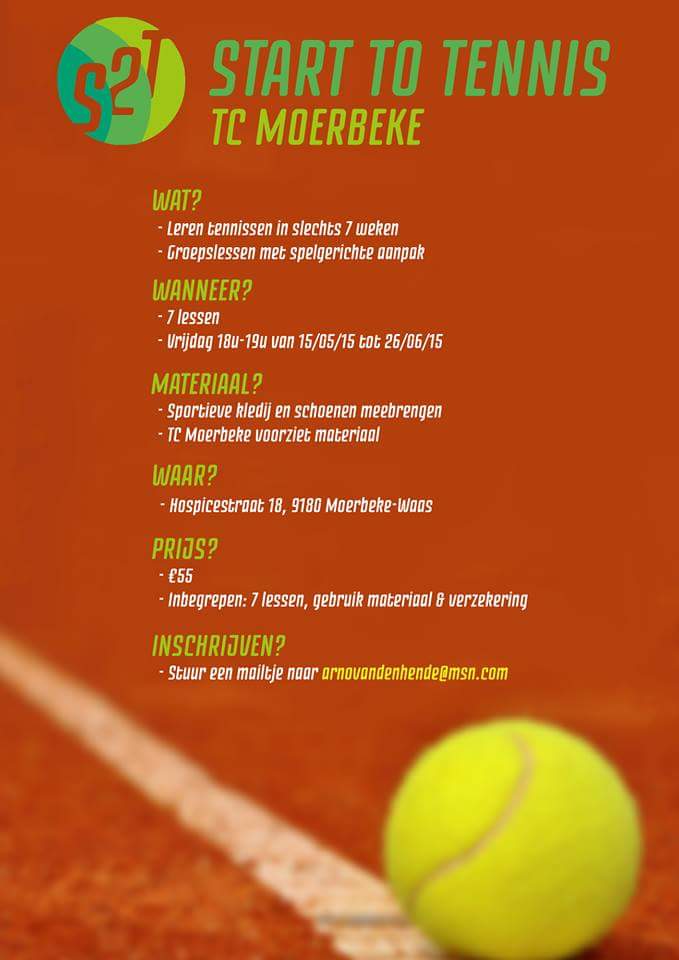 S2T
START TO TENNIS
TC MOERBEKE
WAT?
- Leren tennissen in slechts 7 weken
- Groepslessen met spelgerichte aanpak
WANNEER?
- 7 lessen
- Vrijdag 18u-19u van 15/05/15 tot 26/06/15
MATERIAAL?
- Sportieve kledij en schoenen meebrengen
- TC Moerbeke voorziet materiaal
WAAR?
- Hospicestraat 18, 9180 Moerbeke-Waas
PRIJS?
- €55
- Inbegrepen: 7 lessen, gebruik materiaal & verzekering
INSCHRIJVEN?
- Stuur een mailtje naar arnovandenhende@msn.com